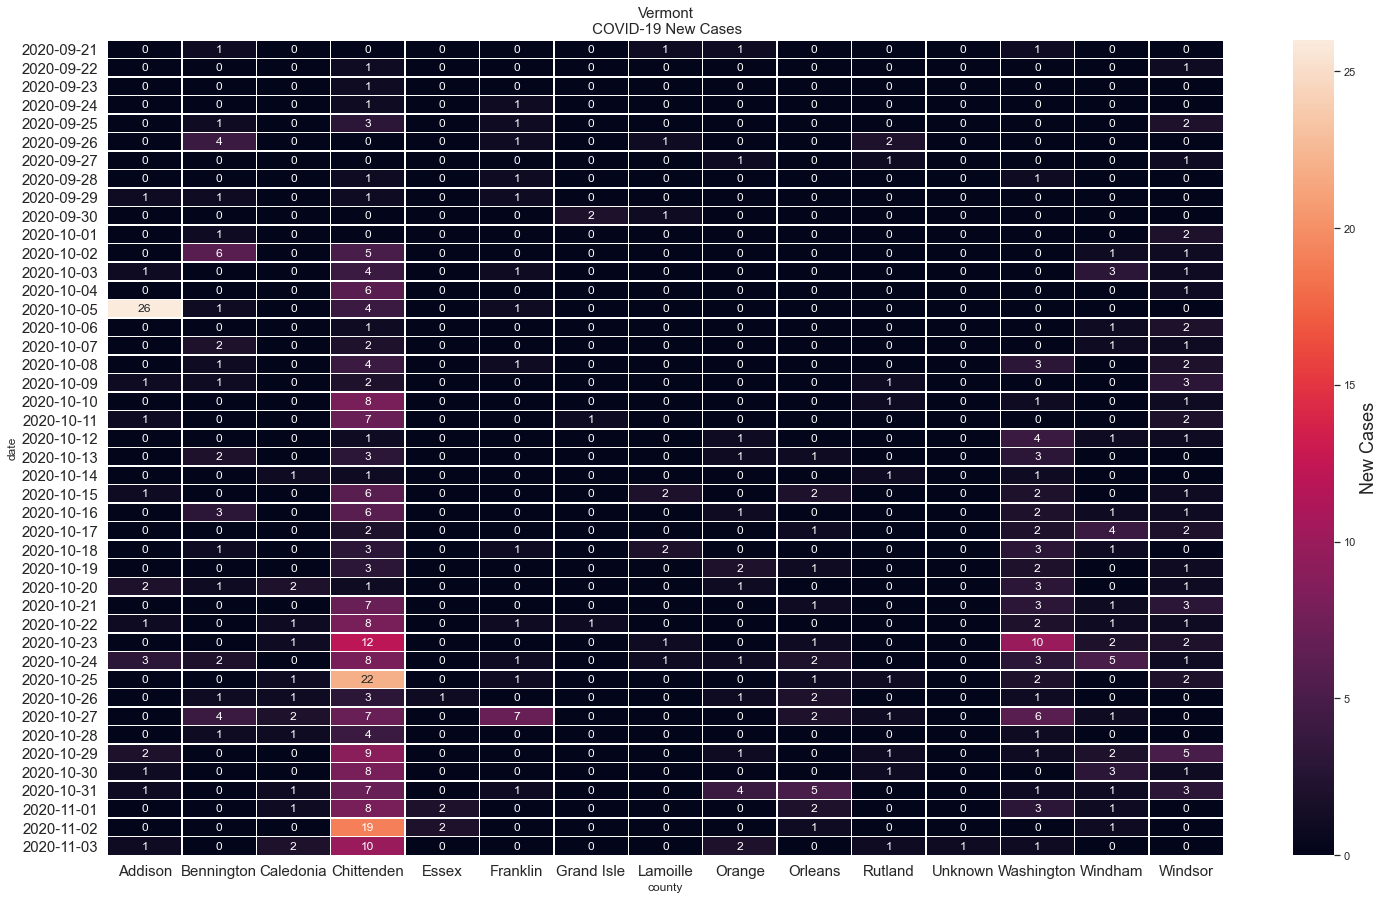 Vermont
COVID-19 New Cases
2020-09-21 0 1 0 0 0 0 0 1 1 0 0 0 1 0 0
2020-09-22 0 0 0 1 0 0 0 0 0 0 0 0 0 0 1
2020-09-23 0 0 0 1 0 0 0 0 0 0 0 0 0 0 0
2020-09-24 0 0 0 1 0 1 0 0 0 0 0 0 0 0 0
2020-09-25 0 1 0 3 0 1 0 0 0 0 0 0 0 0 2
2020-09-26 0 4 0 0 0 1 0 1 0 0 2 0 0 0 0
2020-09-27 0 0 0 0 0 0 0 0 1 0 1 0 0 0 1
2020-09-28 0 0 0 1 0 1 0 0 0 0 0 0 1 0 0
2020-09-29 1 1 0 1 0 1 0 0 0 0 0 0 0 0 0
2020-09-30 0 0 0 0 0 0 2 1 0 0 0 0 0 0 0
2020-10-01 0 1 0 0 0 0 0 0 0 0 0 0 0 0 2
2020-10-02 0 6 0 5 0 0 0 0 0 0 0 0 0 1 1
2020-10-03 1 0 0 4 0 1 0 0 0 0 0 0 0 3 1
2020-10-04 0 0 0 6 0 0 0 0 0 0 0 0 0 0 1
2020-10-05 26 1 0 4 0 1 0 0 0 0 0 0 0 0 0
2020-10-06 0 0 0 1 0 0 0 0 0 0 0 0 0 1 2
2020-10-07 0 2 0 2 0 0 0 0 0 0 0 0 0 1 1
2020-10-08 0 1 0 4 0 1 0 0 0 0 0 0 3 0 2
2020-10-09 1 1 0 2 0 0 0 0 0 0 1 0 0 0 3
2020-10-10 0 0 0 8 0 0 0 0 0 0 1 0 1 0 1
2020-10-11 1 0 0 7 0 0 1 0 0 0 0 0 0 0 2
2020-10-12 0 0 0 1 0 0 0 0 1 0 0 0 4 1 1
2020-10-13 0 2 0 3 0 0 0 0 1 1 0 0 3 0 0
2020-10-14 0 0 1 1 0 0 0 0 0 0 1 0 1 0 0
2020-10-15 1 0 0 6 0 0 0 2 0 2 0 0 2 0 1
2020-10-16 0 3 0 6 0 0 0 0 1 0 0 0 2 1 1
2020-10-17 0 0 0 2 0 0 0 0 0 1 0 0 2 4 2
2020-10-18 0 1 0 3 0 1 0 2 0 0 0 0 3 1 0
2020-10-19 0 0 0 3 0 0 0 0 2 1 0 0 2 0 1
2020-10-20 2 1 2 1 0 0 0 0 1 0 0 0 3 0 1
2020-10-21 0 0 0 7 0 0 0 0 0 1 0 0 3 1 3
2020-10-22 1 0 1 8 0 1 1 0 0 0 0 0 2 1 1
2020-10-23 0 0 1 12 0 0 0 1 0 1 0 0 10 2 2
2020-10-24 3 2 0 8 0 1 0 1 1 2 0 0 3 5 1
2020-10-25 0 0 1 22 0 1 0 0 0 1 1 0 2 0 2
2020-10-26 0 1 1 3 1 0 0 0 1 2 0 0 1 0 0
2020-10-27 0 4 2 7 0 7 0 0 0 2 1 0 6 1 0
2020-10-28 0 1 1 4 0 0 0 0 0 0 0 0 1 0 0
2020-10-29 2 0 0 9 0 0 0 0 1 0 1 0 1 2 5
2020-10-30 1 0 0 8 0 0 0 0 0 0 1 0 0 3 1
2020-10-31 1 0 1 7 0 1 0 0 4 5 0 0 1 1 3
2020-11-01 0 0 1 8 2 0 0 0 0 2 0 0 3 1 0
2020-11-02 0 0 0 19 2 0 0 0 0 1 0 0 0 1 0
2020-11-03 1 0 2 10 0 0 0 0 2 0 1 1 1 0 0
Addison Bennington Caledonia Chittenden Essex Franklin Grand Isle Lamoille Orange Orleans Rutland Unknown Washington Windham Windsor
county
date
25
20
15
10
5
0
New Cases